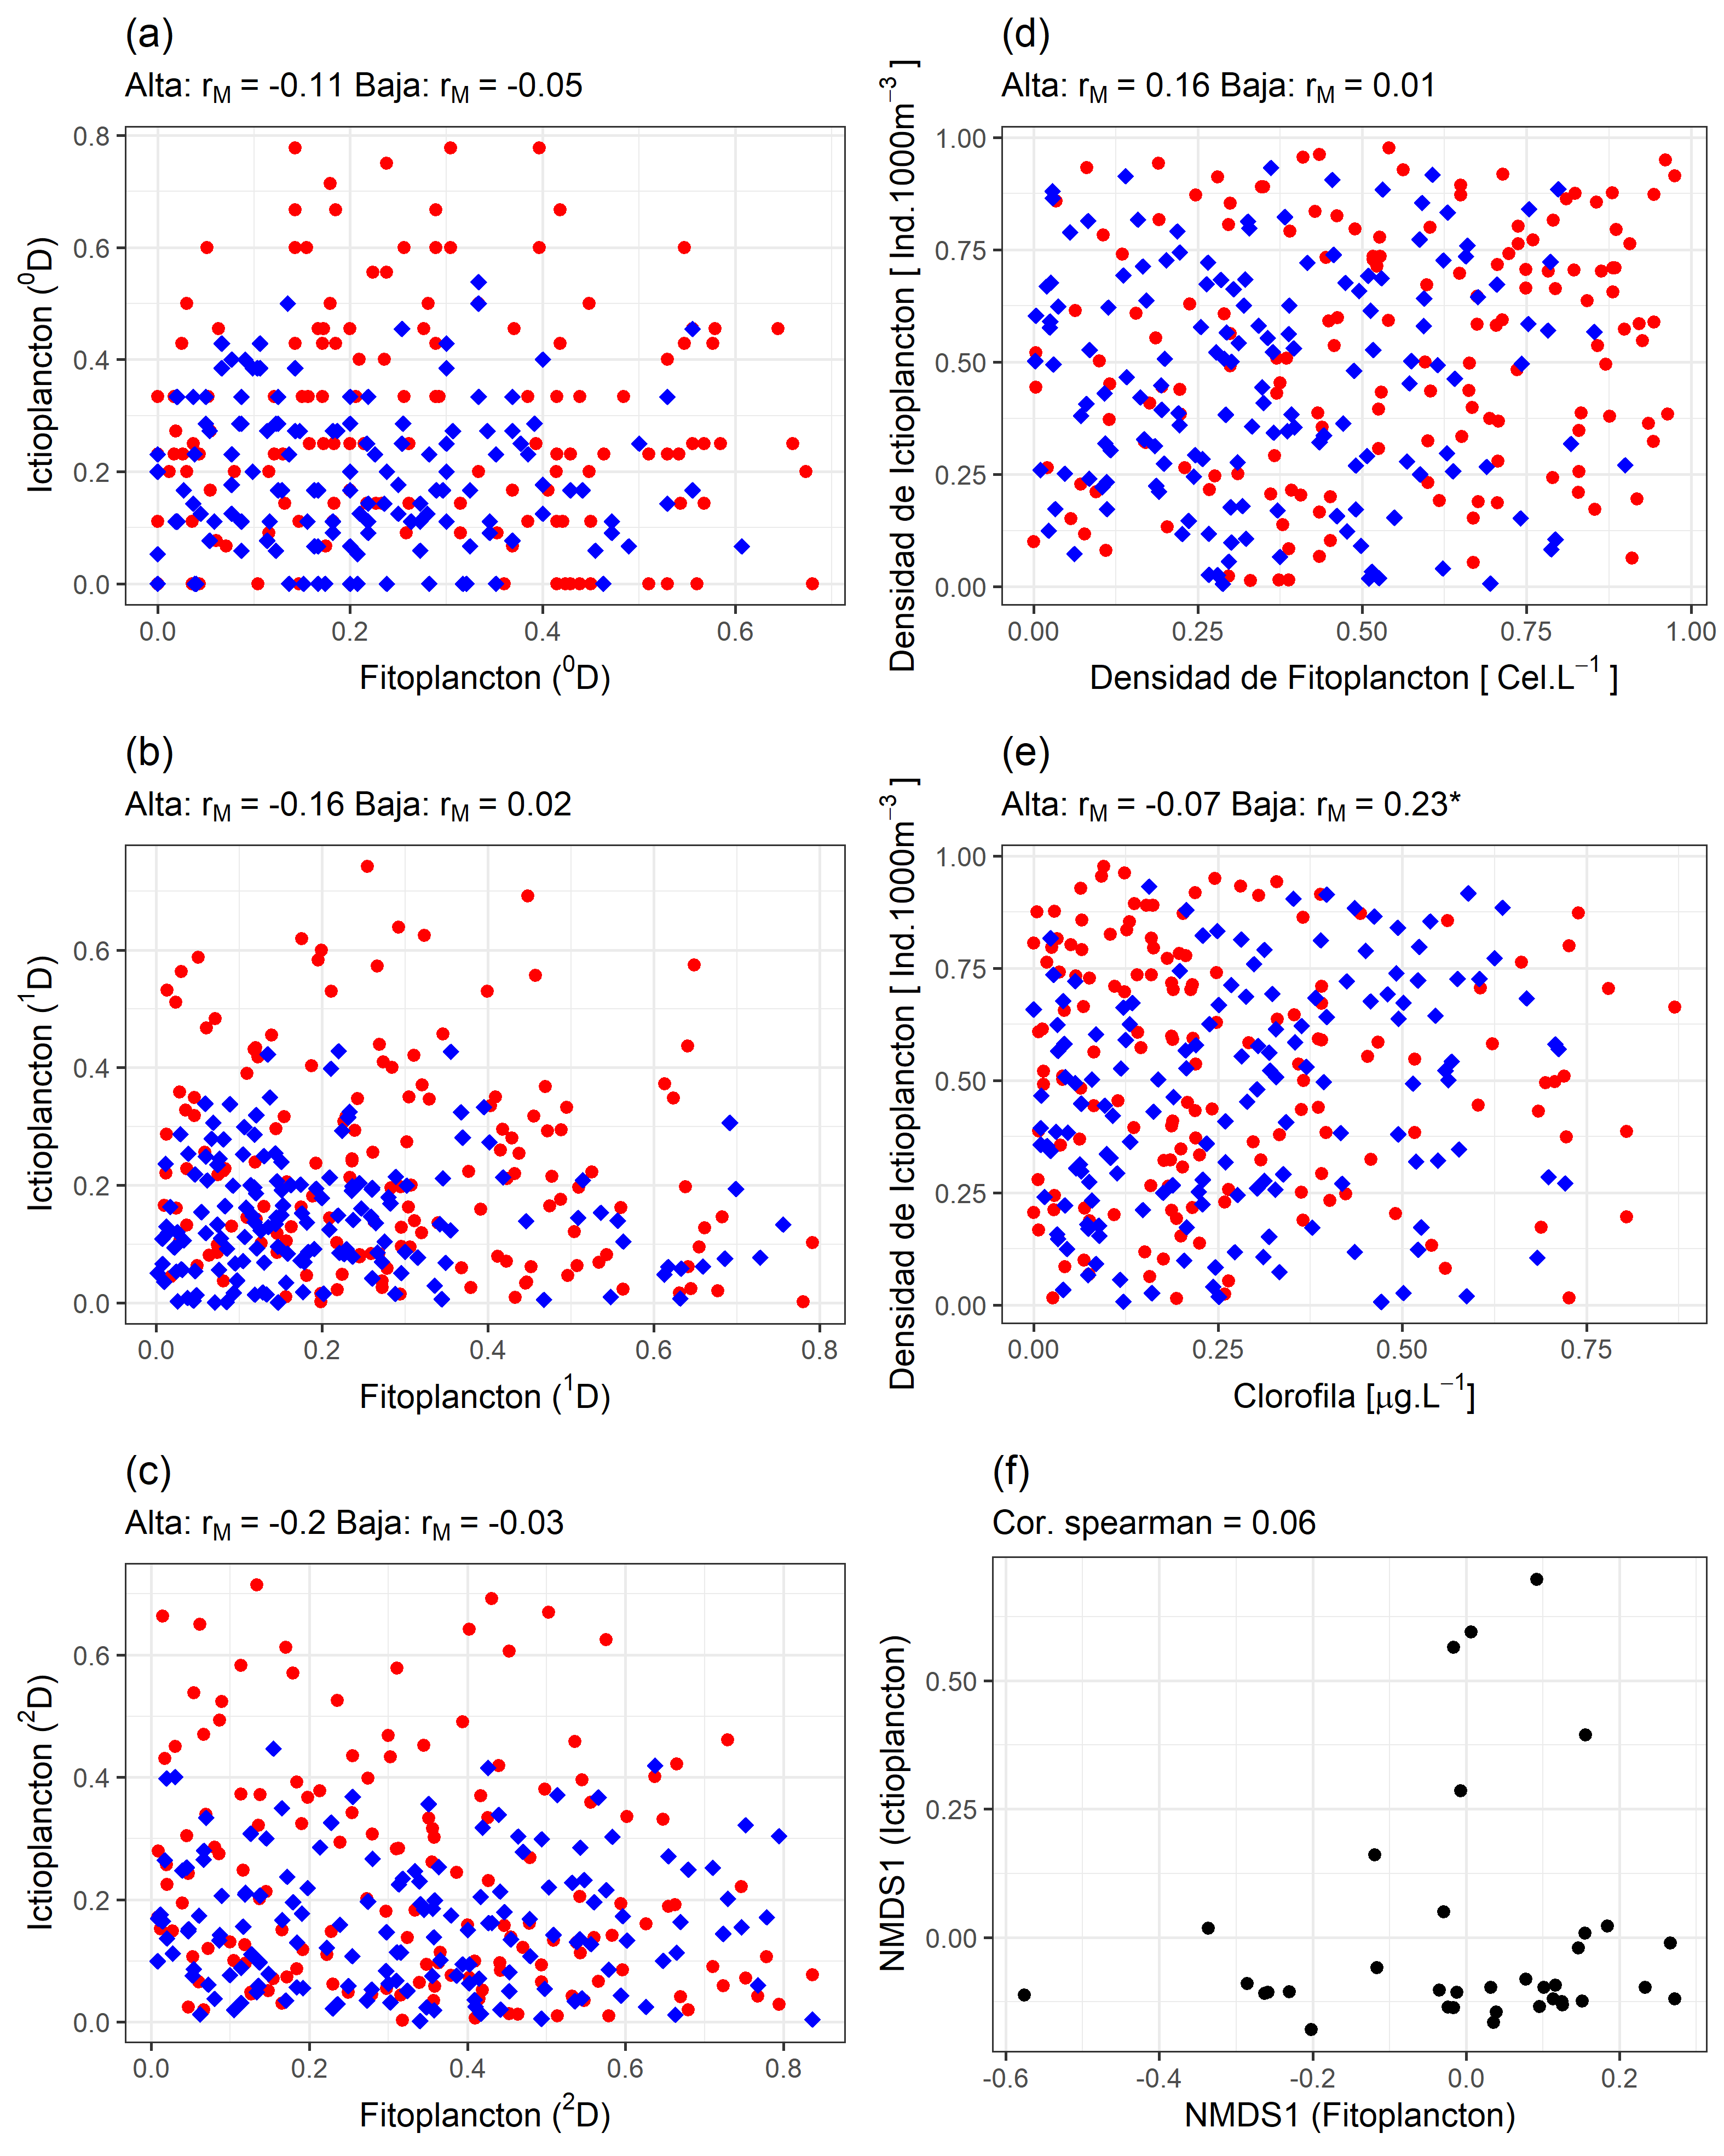 (a)
Alta: rM = -0.11 Baja: rM = -0.05
Ictioplancton (0D)
0.8
0.6
0.4
0.2
0.0
0.0 0.2 0.4 0.6
Fitoplancton (0D)
(d)
Alta: rM = 0.16 Baja: rM = 0.01
Densidad de Ictioplancton [ Ind.1000m−3 ]
1.00
0.75
0.50
0.25
0.00
0.00 0.25 0.50 0.75 1.00
Densidad de Fitoplancton [ Cel.L−1 ]
(b)
Alta: rM = -0.16 Baja: rM = 0.02
Ictioplancton (1D)
0.6
0.4
0.2
0.0
0.0 0.2 0.4 0.6 0.8
Fitoplancton (1D)
(e)
Alta: rM = -0.07 Baja: rM = 0.23*
Densidad de Ictioplancton [ Ind.1000m−3 ]
1.00
0.75
0.50
0.25
0.00
0.00 0.25 0.50 0.75
Clorofila [μg.L−1]
(c)
Alta: rM = -0.2 Baja: rM = -0.03
Ictioplancton (2D)
0.6
0.4
0.2
0.0
0.0 0.2 0.4 0.6 0.8
Fitoplancton (2D)
(f)
Cor. spearman = 0.06
NMDS1 (Ictioplancton)
0.50
0.25
0.00
-0.6 -0.4 -0.2 0.0 0.2
NMDS1 (Fitoplancton)